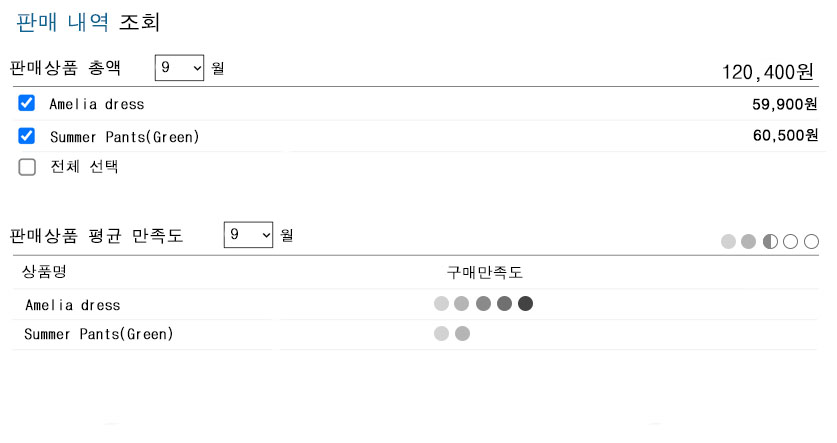 판매 내역 조회
판매상품 총액 9 월 120,400원
Amelia dress 59,900원
Summer Pants(Green) 60,500원
전체 선택
판매상품 평균 만족도 9 월
상품명 구매만족도
Amelia dress
Summer Pants(Green)